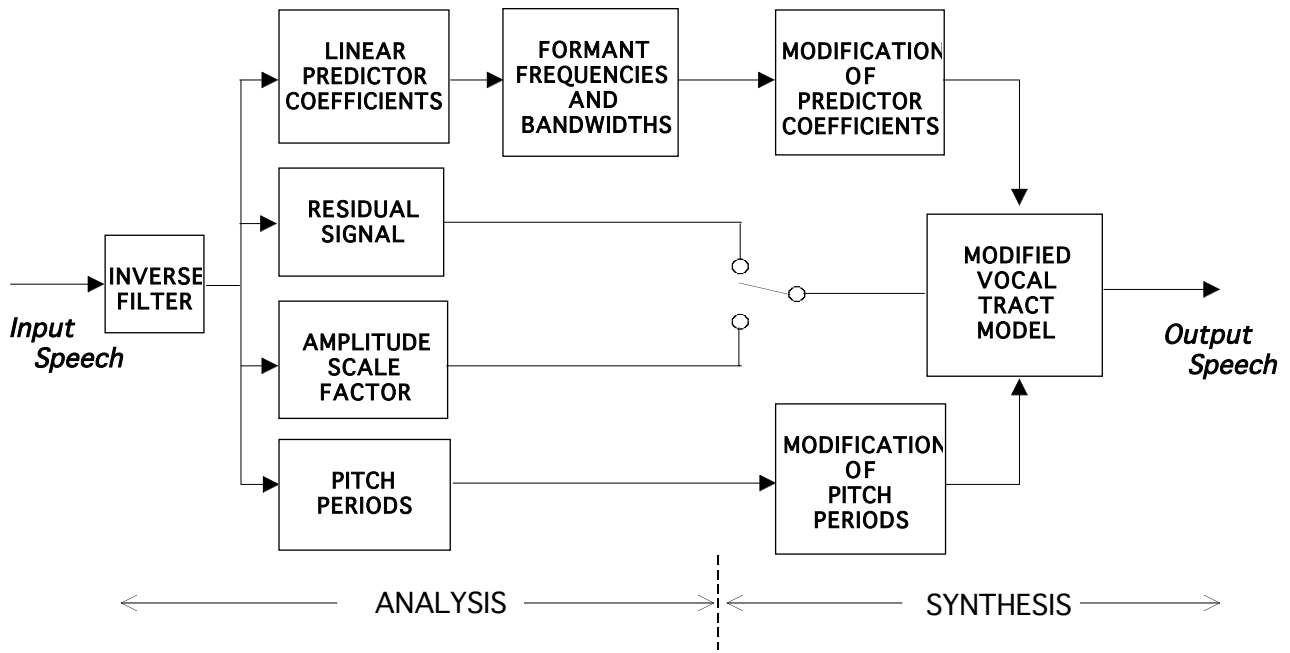 LINEAR
PREDICTOR
COEFFICIENTS
FORMANT
FREQUENCIES
AND
BANDWIDTHS
MODIFICATION
OF
PREDICTOR
COEFFICIENTS
RESIDUAL
SIGNAL
INVERSE
FILTER
Input
Speech
AMPLITUDE
SCALE
FACTOR
MODIFIED
VOCAL
TRACT
MODEL
Output
Speech
PITCH
PERIODS
MODIFICATION
OF
PITCH
PERIODS
ANALYSIS
SYNTHESIS